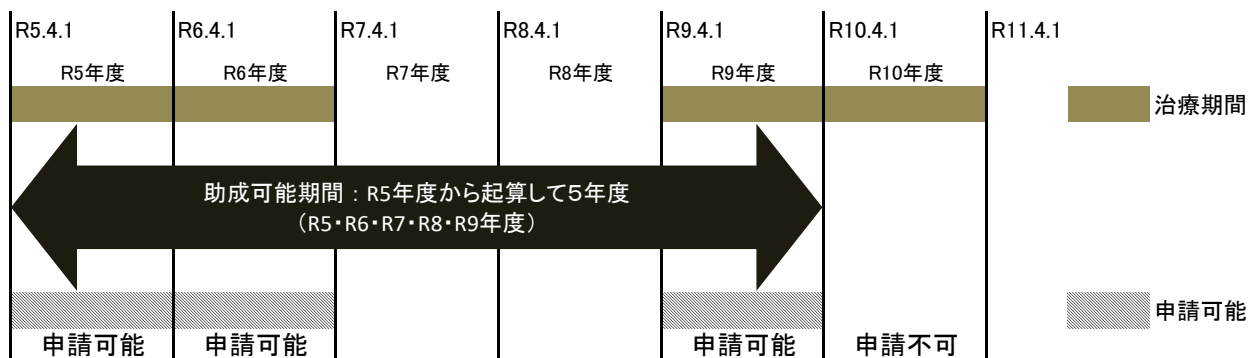 R5.4.1 R6.4.1 R7.4.1 R8.4.1 R9.4.1 R10.4.1 R11.4.1
R5年度 R6年度 R7年度 R8年度 R9年度 R10年度
治療期間
助成可能期間：R5年度から起算して５年度
（R5・R6・R7・R8・R9年度）
申請可能
申請可能 申請可能 申請可能 申請不可